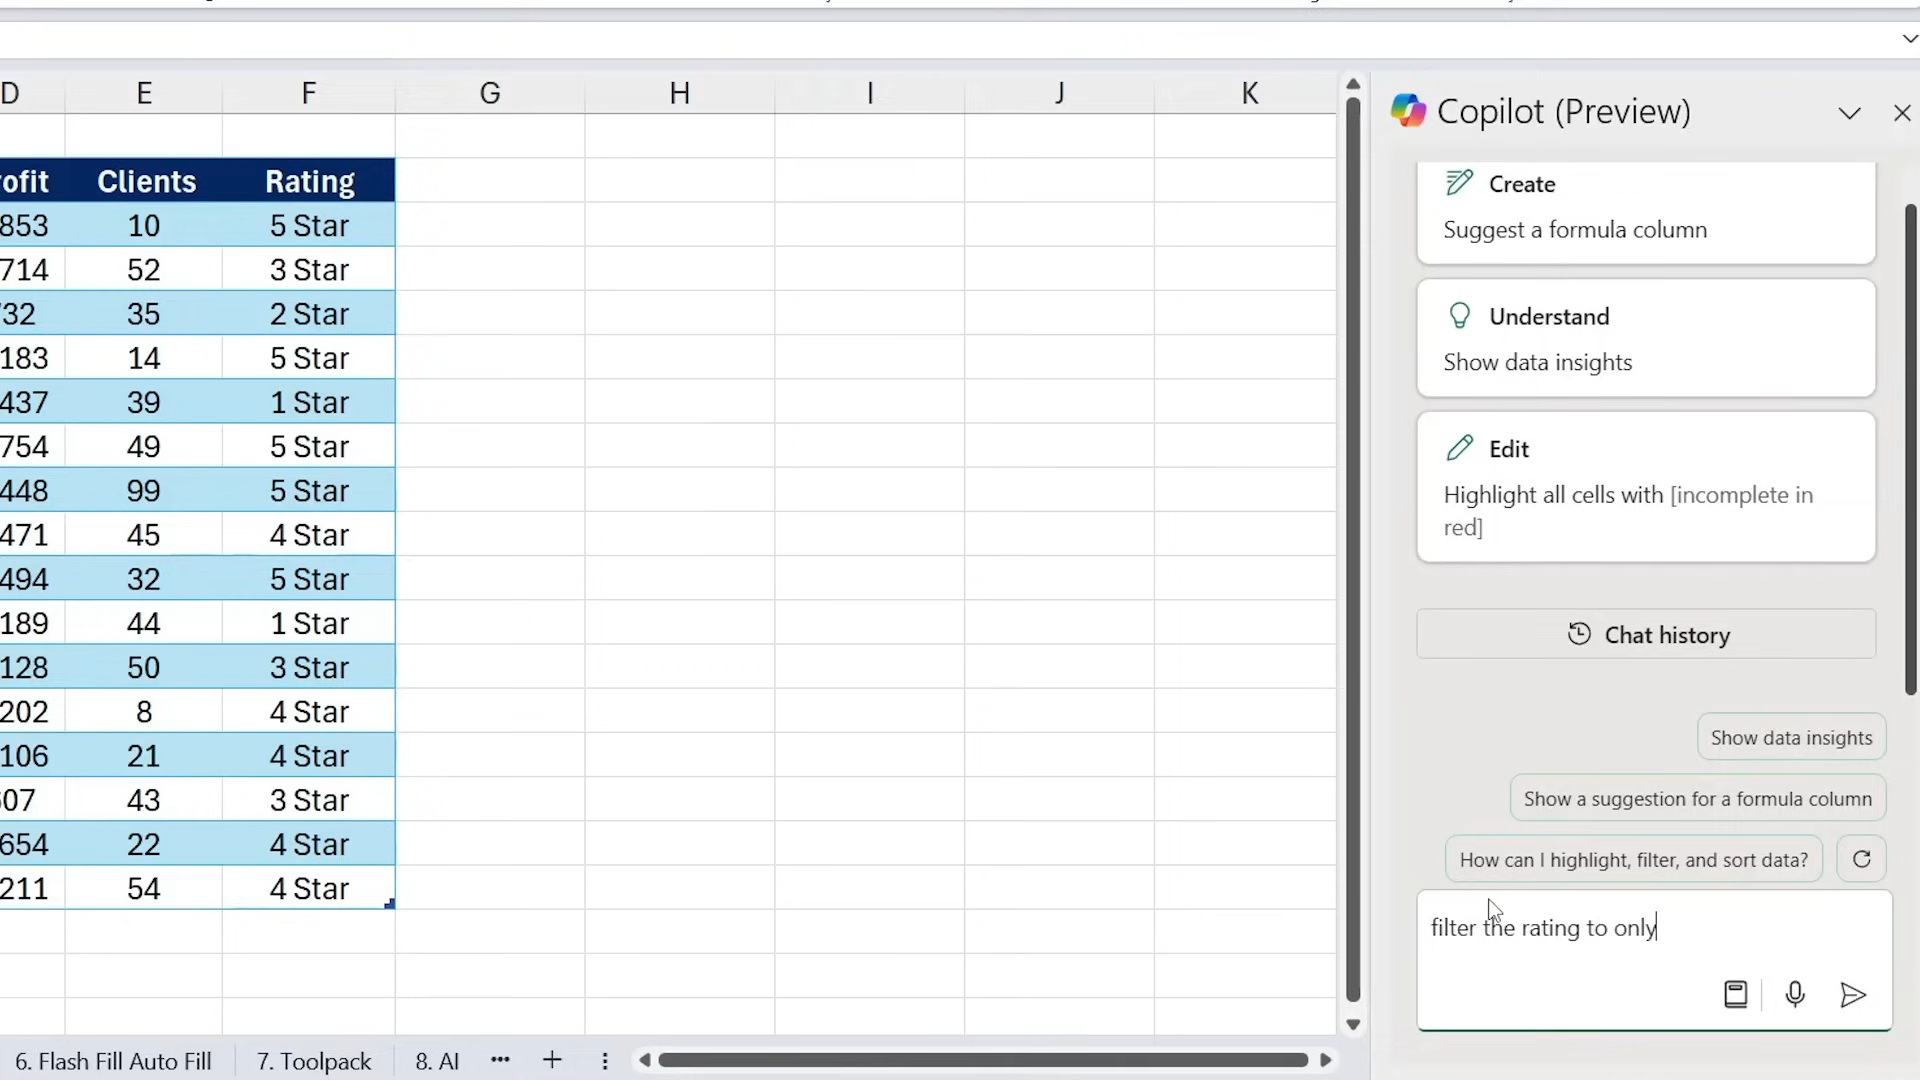 D E F G H I J K
rofit Clients Rating
853 10 5 Star
714 52 3 Star
732 35 2 Star
183 14 5 Star
437 39 1 Star
754 49 5 Star
448 99 5 Star
471 45 4 Star
494 32 5 Star
189 44 1 Star
128 50 3 Star
202 8 4 Star
106 21 4 Star
607 43 3 Star
654 22 4 Star
211 54 4 Star
6. Flash Fill Auto Fill 7. Toolpack 8. AI
Copilot (Preview)
Create
Suggest a formula column
Understand
Show data insights
Edit
Highlight all cells with [incomplete in
red]
Chat history
Show data insights
Show a suggestion for a formula column
How can I highlight, filter, and sort data?
filter the rating to only